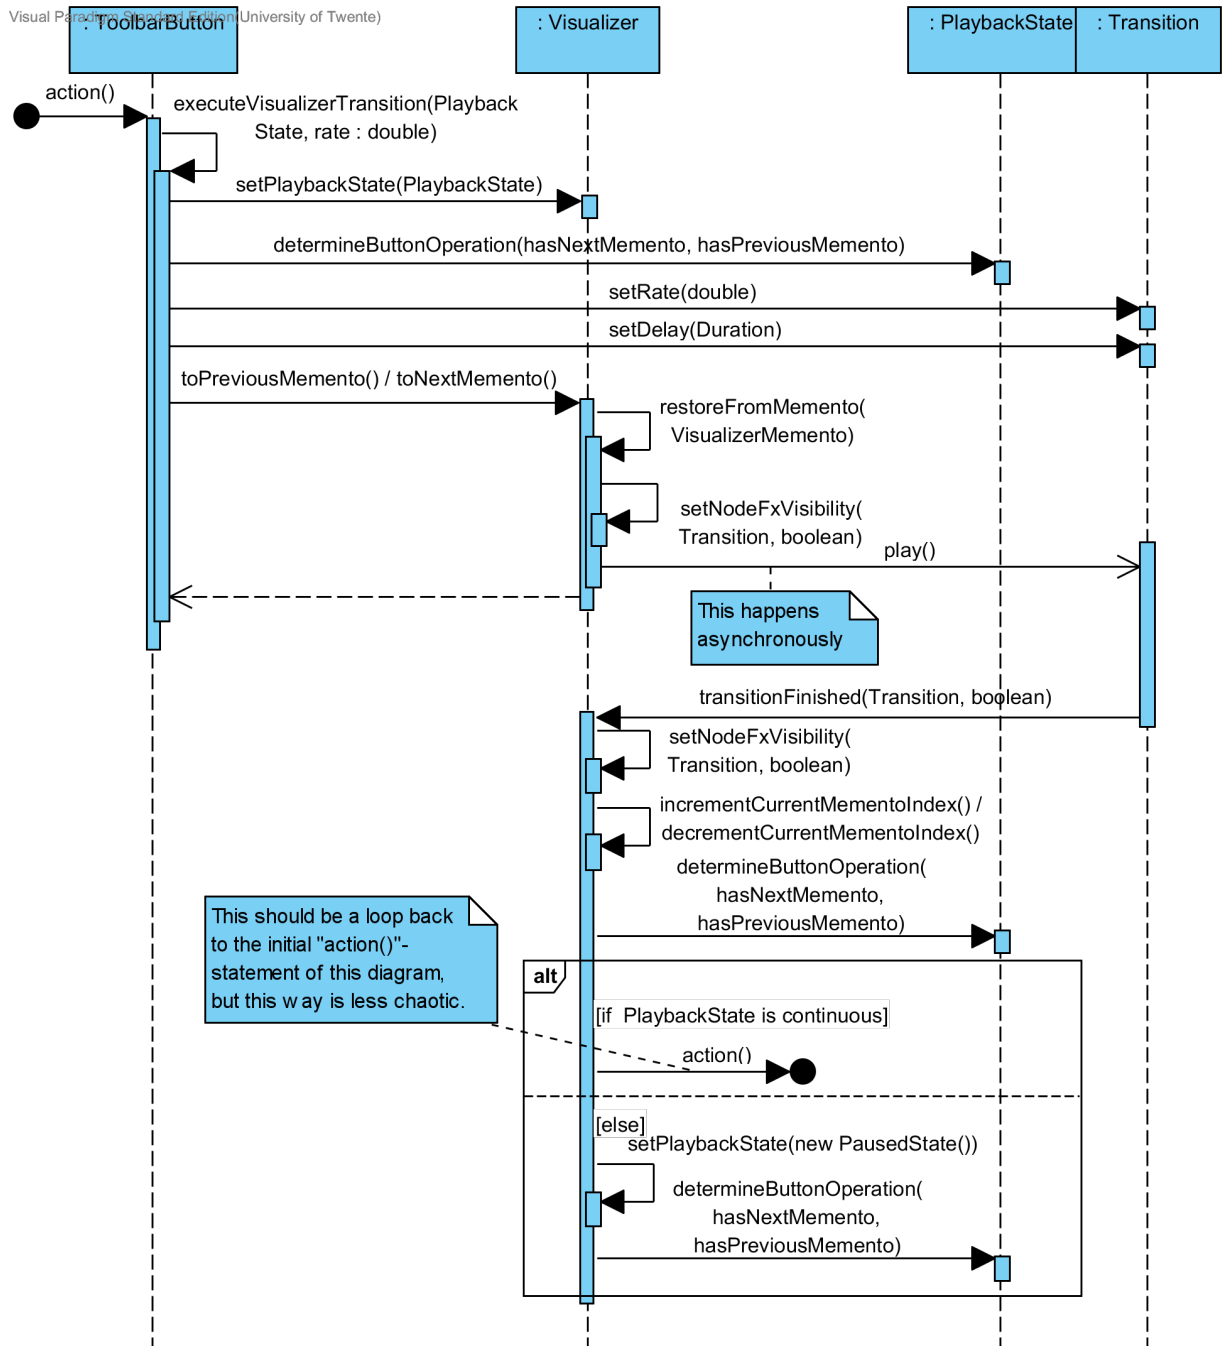 Visual Paradigm Standard Edition(University of Twente)
: ToolbarButton
: Visualizer
: PlaybackState
: Transition
action()
executeVisualizerTransition(Playback
State, rate : double)
setPlaybackState(PlaybackState)
determineButtonOperation(hasNextMemento, hasPreviousMemento)
setRate(double)
setDelay(Duration)
toPreviousMemento() / toNextMemento()
restoreFromMemento(
VisualizerMemento)
setNodeFxVisibility(
Transition, boolean)
play()
This happens
asynchronously
transitionFinished(Transition, boolean)
setNodeFxVisibility(
Transition, boolean)
incrementCurrentMementoIndex() /
decrementCurrentMementoIndex()
determineButtonOperation(
hasNextMemento,
hasPreviousMemento)
This should be a loop back
to the initial "action()"-
statement of this diagram,
but this way is less chaotic.
alt
[if  PlaybackState is continuous]
action()
[else]
setPlaybackState(new PausedState())
determineButtonOperation(
hasNextMemento,
hasPreviousMemento)